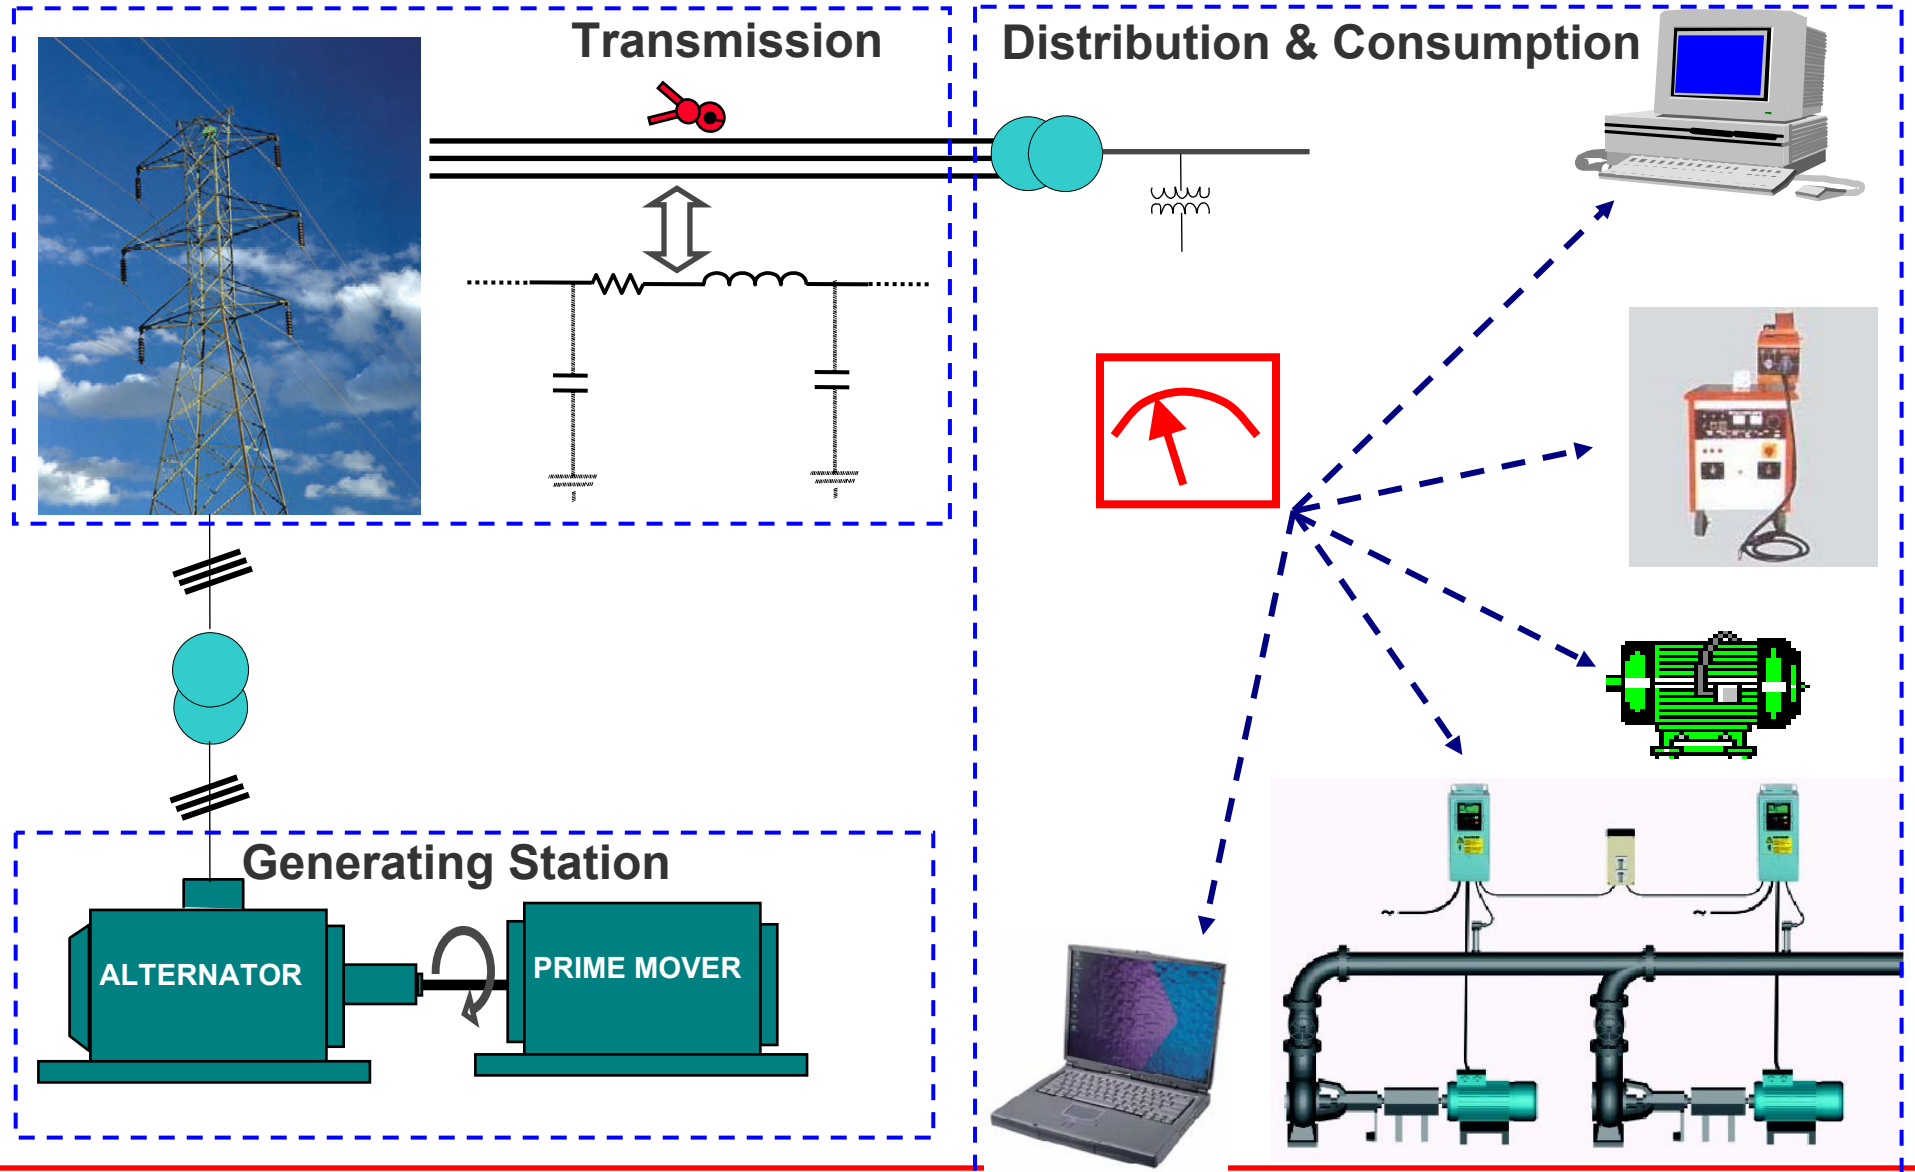 Transmission
Distribution & Consumption
Generating Station
ALTERNATOR
PRIME MOVER
~
~